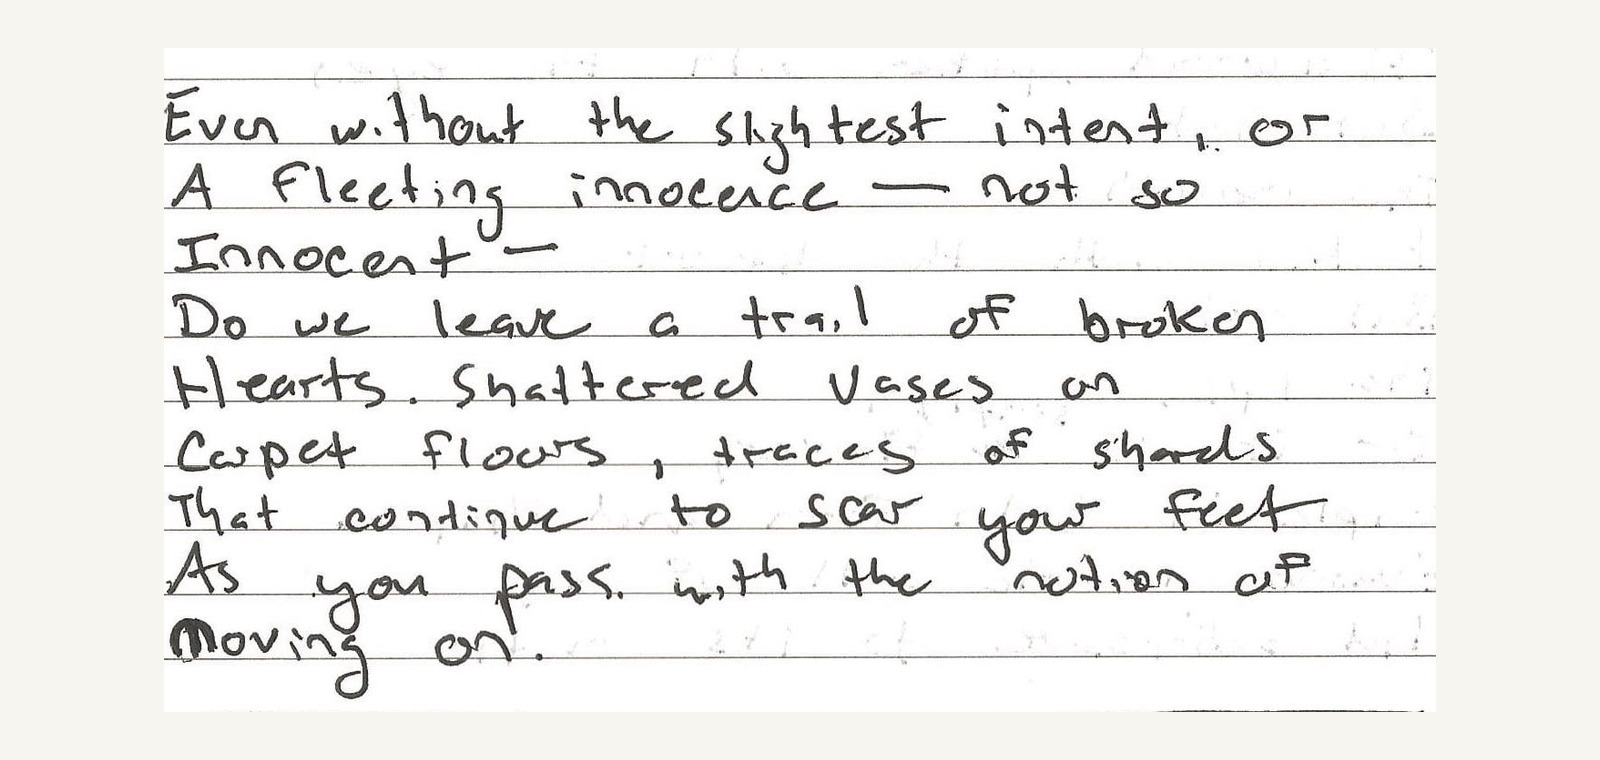 Even without the slightest intent, or
A fleeting innocence — not so
Innocent —
Do we leave a trail of broken
Hearts. Shattered vases on
Carpet floors, traces of shards
That continue to scar your feet
As you pass. with the notion of
Moving on.